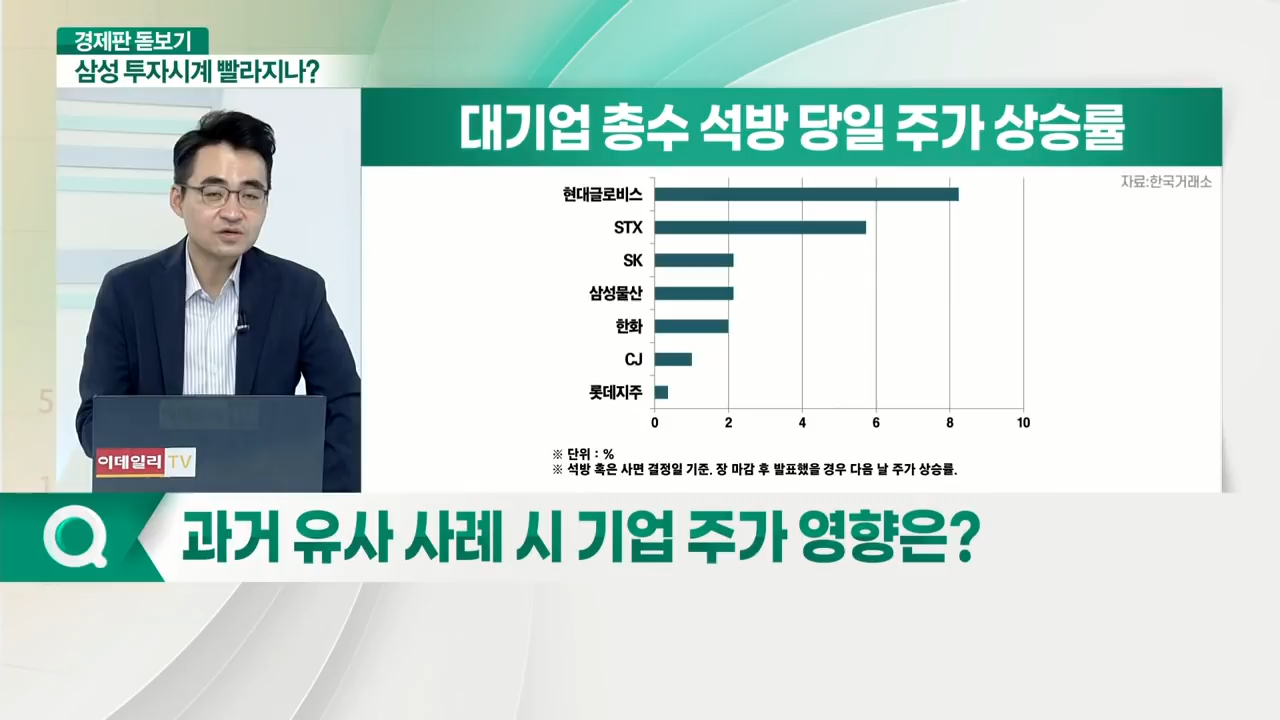 경제판 돋보기
삼성 투자시계 빨라지나?
대기업 총수 석방 당일 주가 상승률
자료:한국거래소
현대글로비스
STX
SK
삼성물산
한화
CJ
롯데지주
0 2 4 6 8 10
※ 단위 : %
※ 석방 혹은 사면 결정일 기준. 장 마감 후 발표했을 경우 다음 날 주가 상승률.
이데일리 TV
5
1
Q 과거 유사 사례 시 기업 주가 영향은?